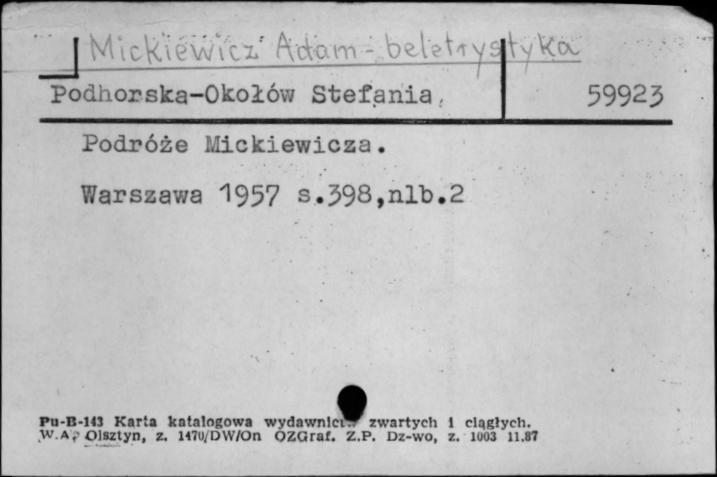 Mickiewicz Adam - beletrystyka
Podhorska-Okołów Stefania, 59923
Podróże Mickiewicza.
Warszawa 1957 s.398,nlb.2
Pu-B-143 Karta katalogowa wydawnictw zwartych i ciągłych.
W.A. Olsztyn, z. 1470/DW/On OZGraf. Z.P. Dz-wo, z. 1003 11.87